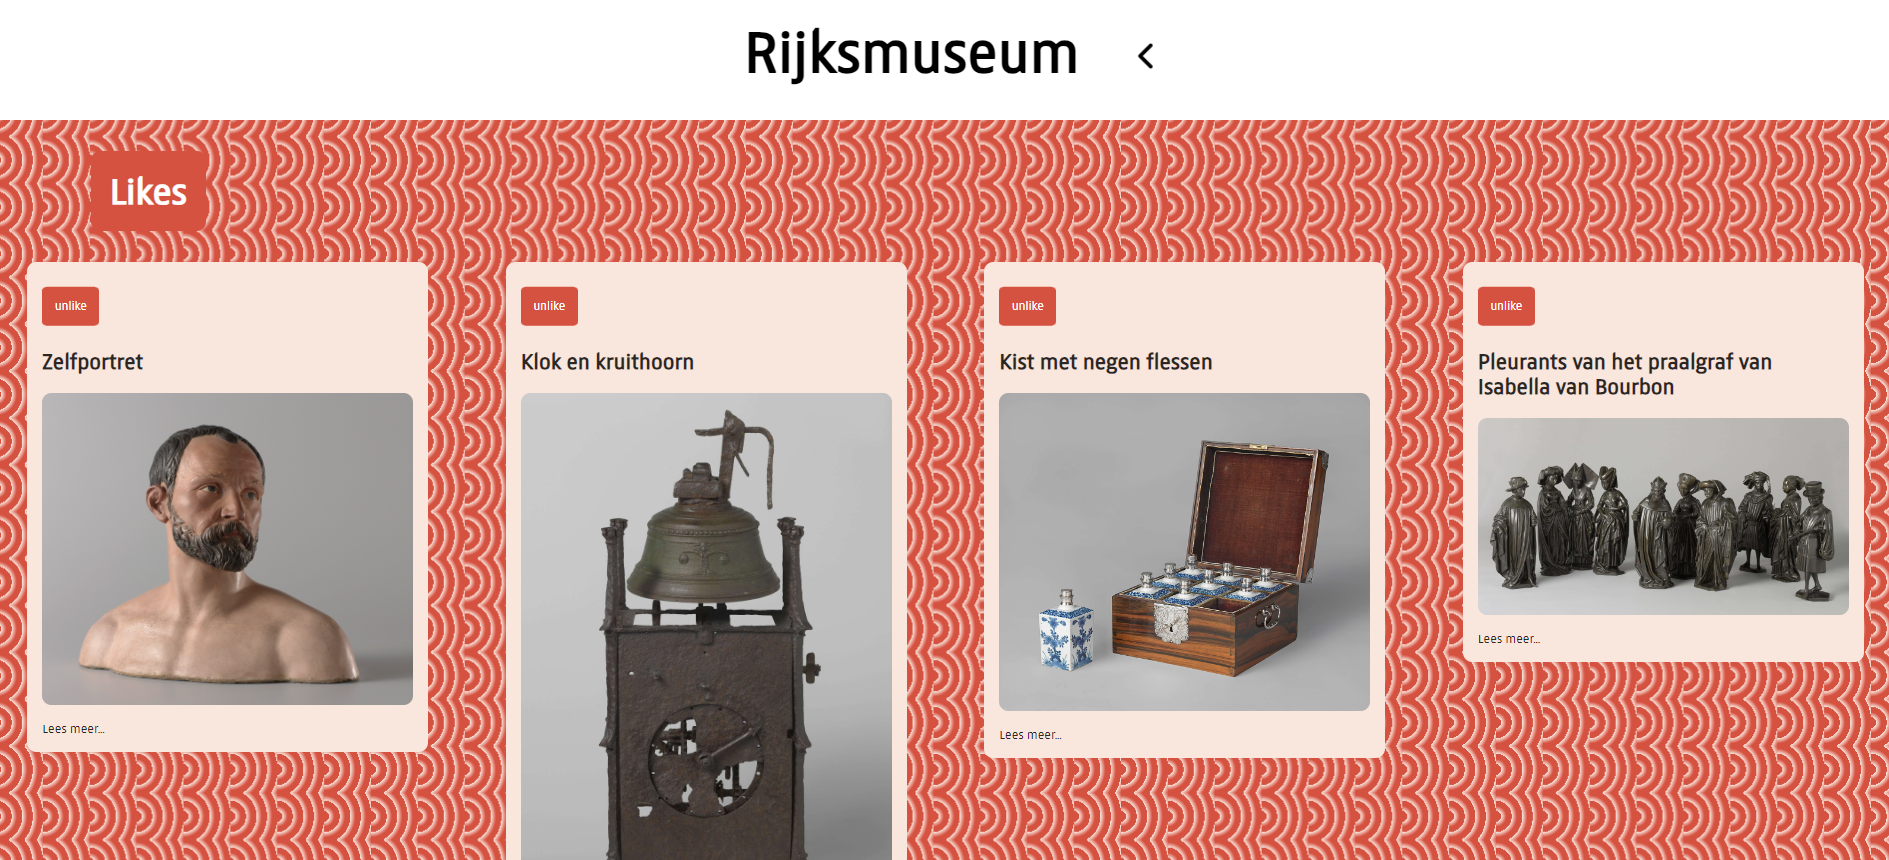 Rijksmuseum
Likes
unlike
Zelfportret
Lees meer...
unlike
Klok en kruithoorn
unlike
Kist met negen flessen
Lees meer...
unlike
Pleurants van het praalgraf van
Isabella van Bourbon
Lees meer...